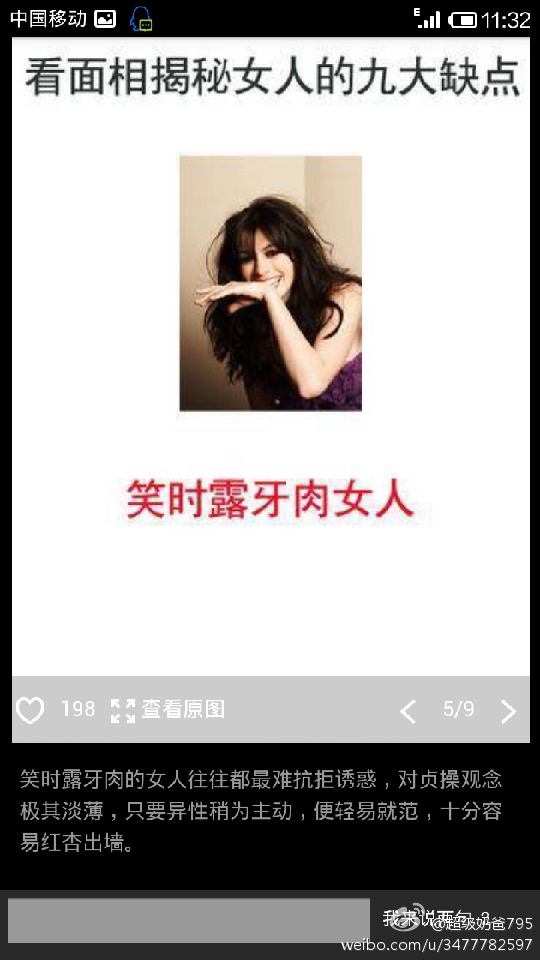 中国移动
E
11:32
看面相揭秘女人的九大缺点
笑时露牙肉女人
198 查看原图 5/9
笑时露牙肉的女人往往都最难抗拒诱惑，对贞操观念
极其淡薄，只要异性稍为主动，便轻易就范，十分容
易红杏出墙。
我来说两句
@超级奶爸795
weibo.com/u/3477782597